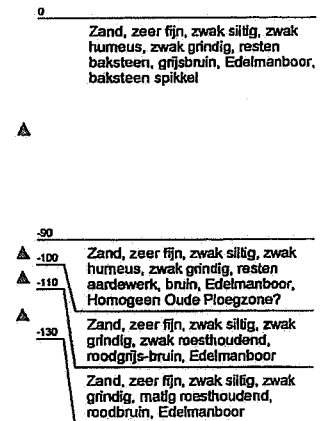 0
Zand, zeer fijn, zwak siltig, zwak
humeus, zwak grindig, resten
baksteen, grijsbruin, Edelmanboor,
baksteen spikkel
-90
Zand, zeer fijn, zwak siltig, zwak
humeus, zwak grindig, resten
aardewerk, bruin, Edelmanboor,
Homogeen Oude Ploegzone?
-100
Zand, zeer fijn, zwak siltig, zwak
grindig, zwak roesthoudend,
roodgrijs-bruin, Edelmanboor
-110
Zand, zeer fijn, zwak siltig, zwak
grindig, matig roesthoudend,
roodbruin, Edelmanboor
-130